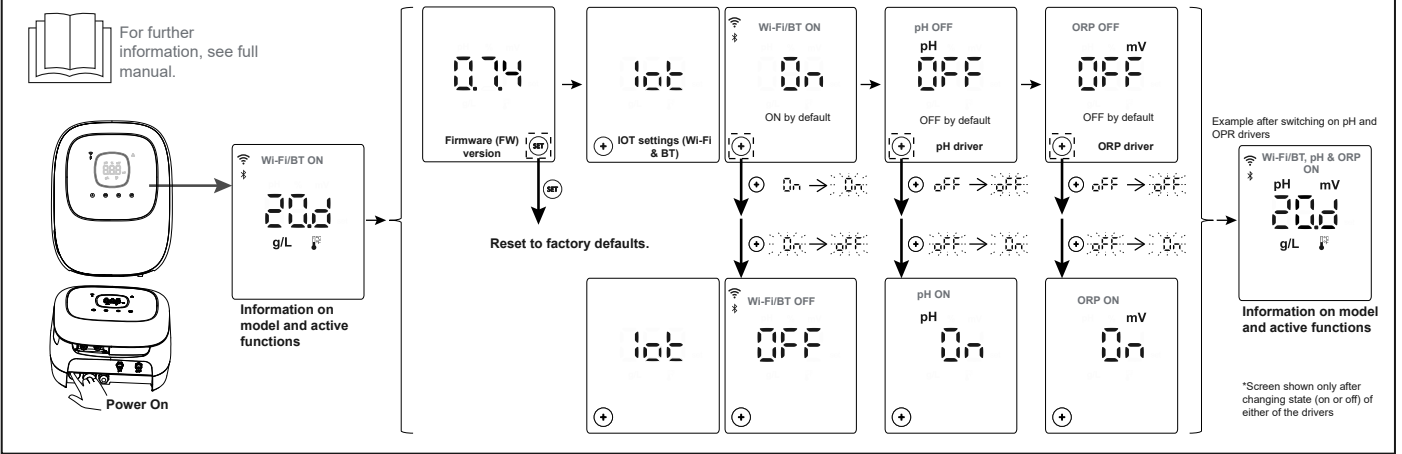 For further
information, see full
manual.
Power On
Wi-Fi/BT ON
20.d
g/L
Information on
model and active
functions
0.7.4
Firmware (FW)
version
SET
SET
Reset to factory defaults.
Iot
+ IOT settings (Wi-Fi
& BT)
Wi-Fi/BT ON
On
ON by default
+
+ On → On
+ On → oFF
Iot
+
Wi-Fi/BT OFF
OFF
+
pH OFF
pH
OFF
OFF by default
+ pH driver
+ oFF → oFF
+ oFF → On
pH ON
pH
On
+
ORP OFF
mV
OFF
OFF by default
+ ORP driver
+ oFF → oFF
+ oFF → On
ORP ON
mV
On
+
Example after switching on pH and
OPR drivers
Wi-Fi/BT, pH & ORP
ON
pH mV
20.d
g/L
Information on model
and active functions
*Screen shown only after
changing state (on or off) of
either of the drivers